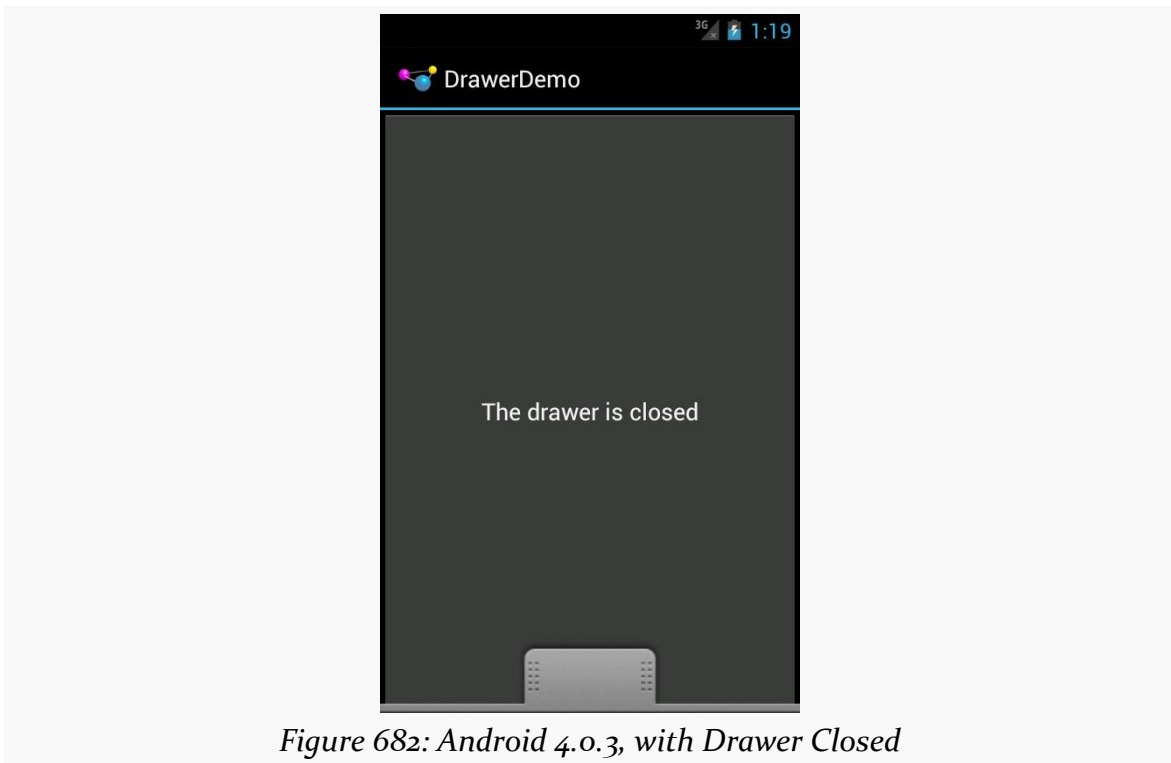 3G 1:19
DrawerDemo
The drawer is closed
Figure 682: Android 4.0.3, with Drawer Closed